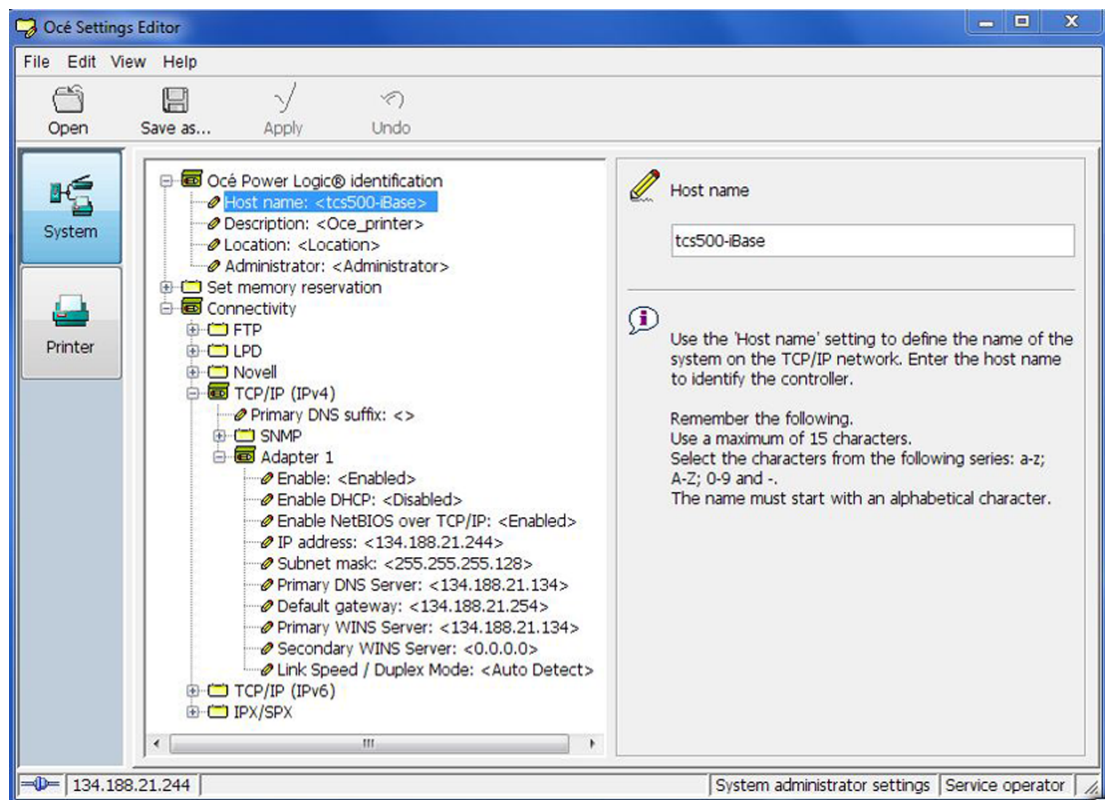 Océ Settings Editor
File Edit View Help
Open Save as... Apply Undo
System
Printer
Océ Power Logic® identification
Host name: <tcs500-iBase>
Description: <Oce_printer>
Location: <Location>
Administrator: <Administrator>
Set memory reservation
Connectivity
FTP
LPD
Novell
TCP/IP (IPv4)
Primary DNS suffix: <>
SNMP
Adapter 1
Enable: <Enabled>
Enable DHCP: <Disabled>
Enable NetBIOS over TCP/IP: <Enabled>
IP address: <134.188.21.244>
Subnet mask: <255.255.255.128>
Primary DNS Server: <134.188.21.134>
Default gateway: <134.188.21.254>
Primary WINS Server: <134.188.21.134>
Secondary WINS Server: <0.0.0.0>
Link Speed / Duplex Mode: <Auto Detect>
TCP/IP (IPv6)
IPX/SPX
Host name
tcs500-iBase
Use the 'Host name' setting to define the name of the
system on the TCP/IP network. Enter the host name
to identify the controller.
Remember the following.
Use a maximum of 15 characters.
Select the characters from the following series: a-z;
A-Z; 0-9 and -.
The name must start with an alphabetical character.
134.188.21.244
System administrator settings Service operator